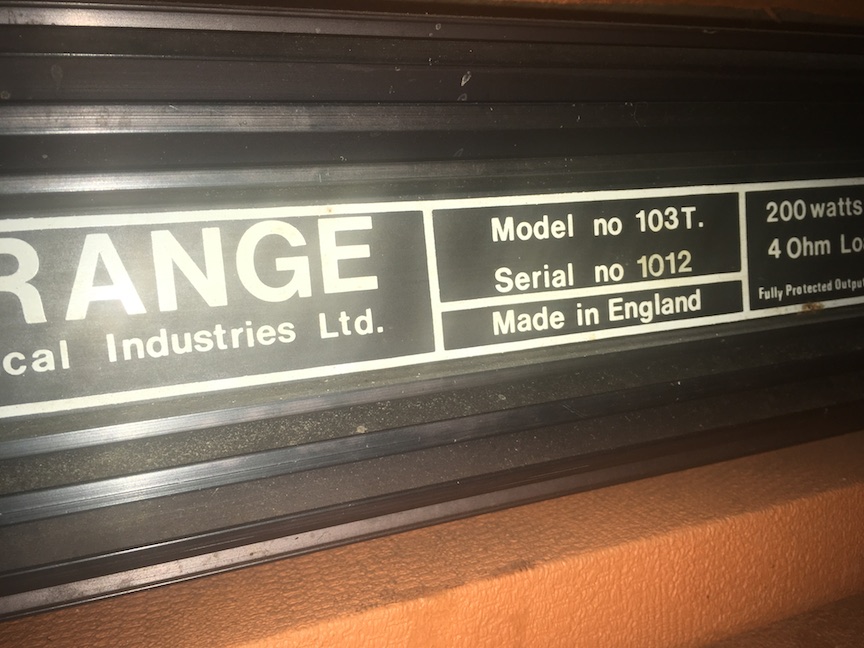 RANGE
cal Industries Ltd.
Model no 103T.
Serial no 1012
Made in England
200 watts
4 Ohm Lo
Fully Protected Output